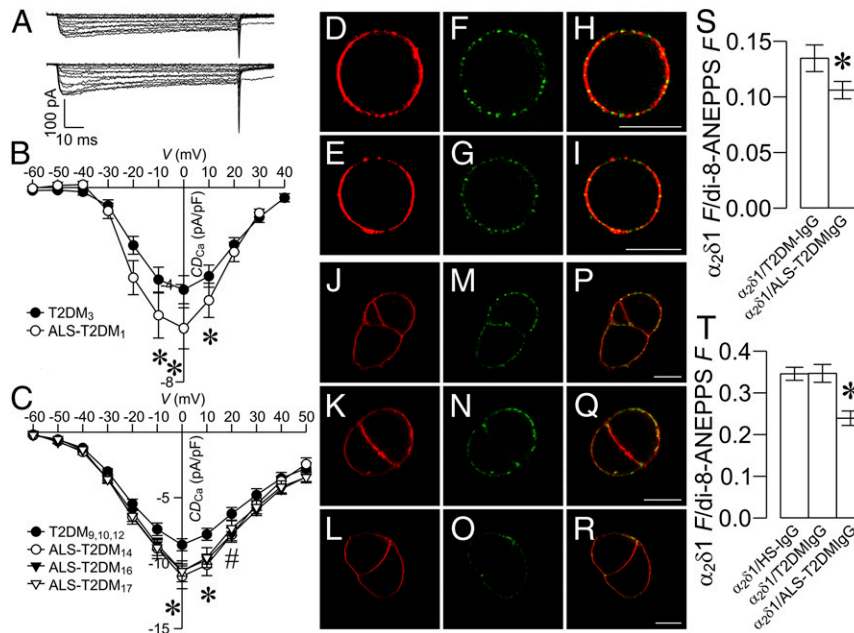 A
100 pA
10 ms
B
V (mV)
-60 -50 -40 -30 -20 -10 0 10 20 30 40
CD_Ca (pA/pF)
-4
-8
T2DM₃
ALS-T2DM₁
* * *
C
V (mV)
-60 -50 -40 -30 -20 -10 0 10 20 30 40 50
CD_Ca (pA/pF)
-5
-10
-15
T2DM₉,₁₀,₁₂
ALS-T2DM₁₄
ALS-T2DM₁₆
ALS-T2DM₁₇
#
#
* *
D F H
E G I
J M P
K N Q
L O R
S
α₂δ1 F/di-8-ANEPPS F
0.15
0.10
0.05
0.00
*
α₂δ1/T2DM-IgG
α₂δ1/ALS-T2DMIgG
T
α₂δ1 F/di-8-ANEPPS F
0.4
0.3
0.2
0.1
0.0
*
α₂δ1/HS-IgG
α₂δ1/T2DMIgG
α₂δ1/ALS-T2DMIgG